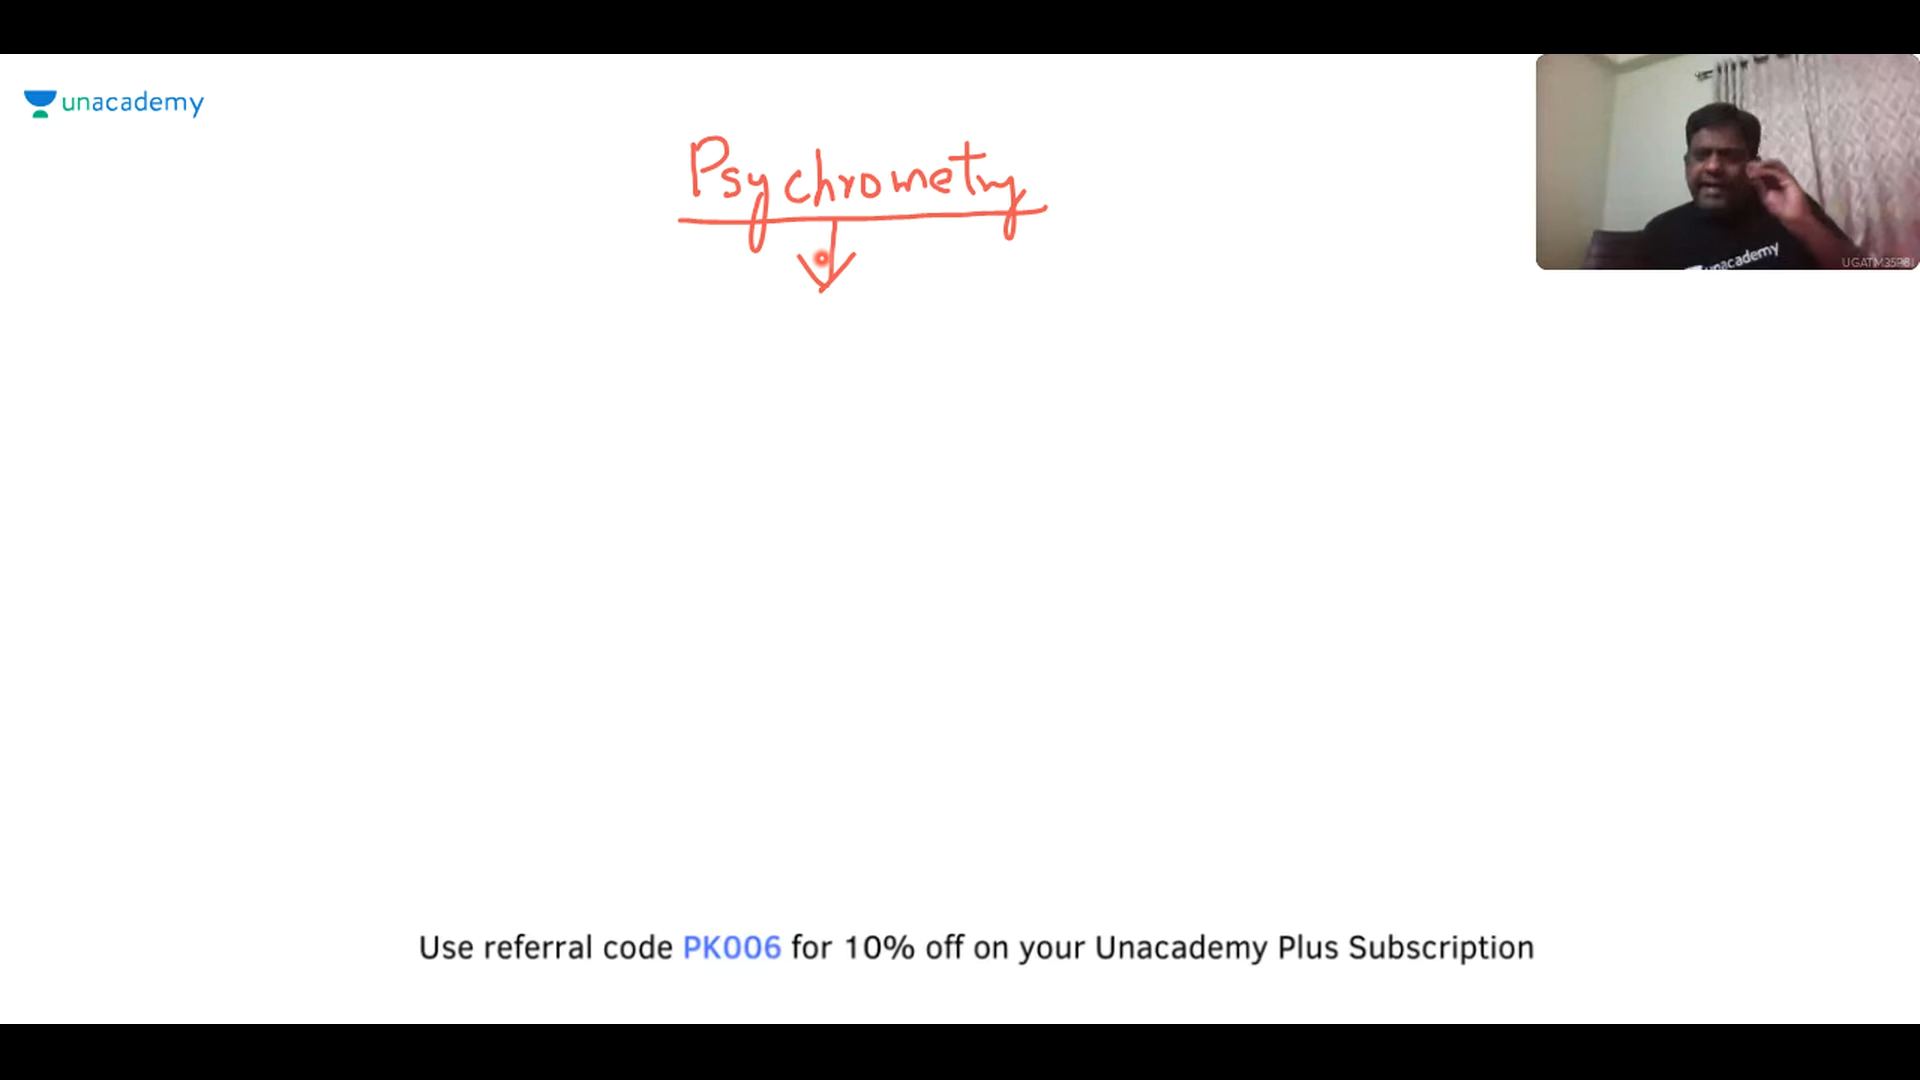 unacademy
Psychrometry
unacademy
Use referral code PK006 for 10% off on your Unacademy Plus Subscription